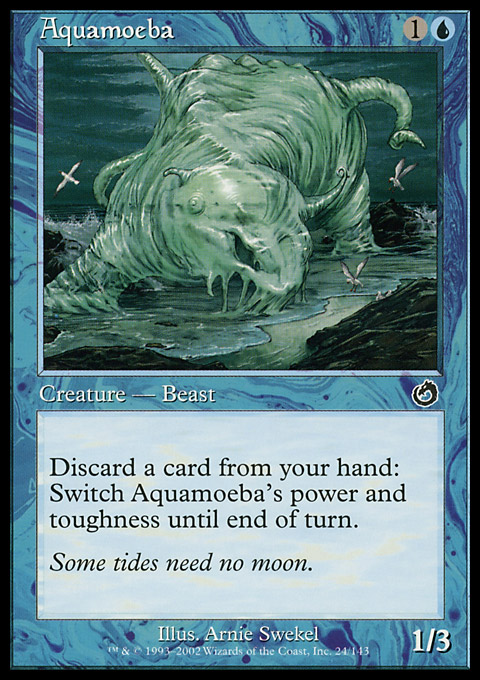 Aquamoeba 1
Creature — Beast
Discard a card from your hand:
Switch Aquamoeba's power and
toughness until end of turn.
Some tides need no moon.
Illus. Arnie Swekel
™ & © 1993–2002 Wizards of the Coast, Inc. 24/143
1/3